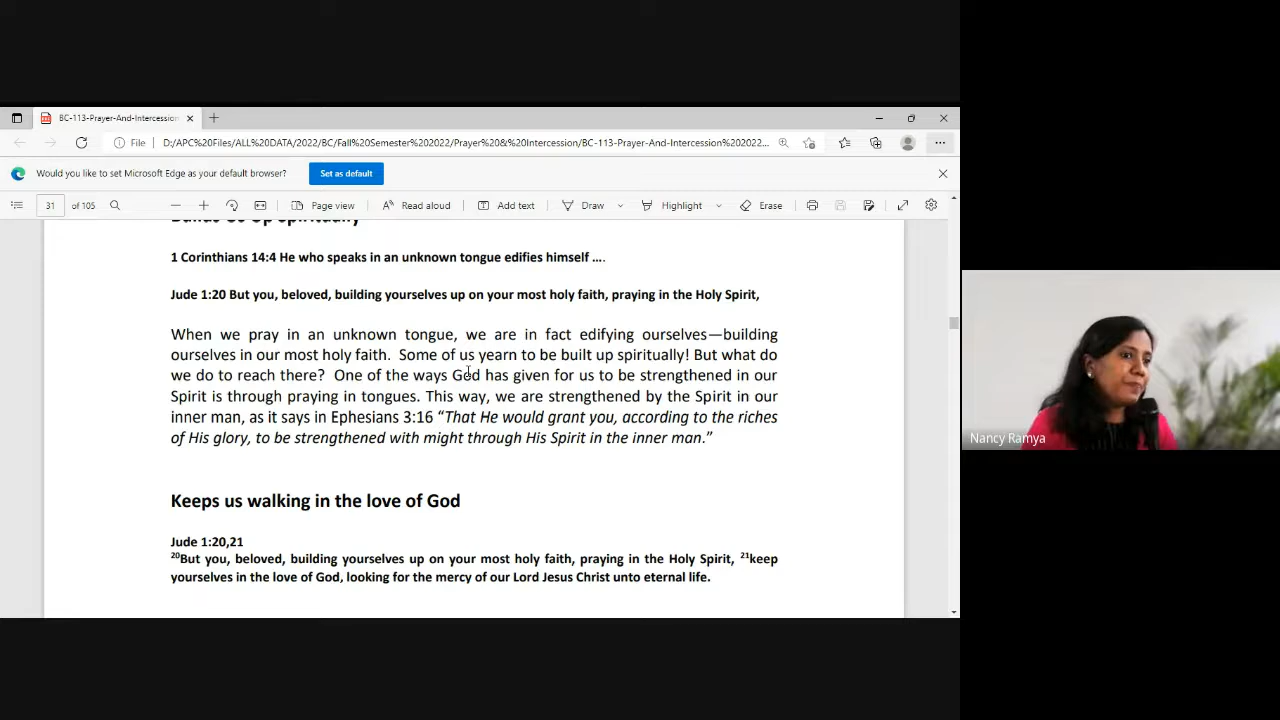 BC-113-Prayer-And-Intercession
File
D:/APC%20Files/ALL%20DATA/2022/BC/Fall%20Semester%202022/Prayer%20&%20Intercession/BC-113-Prayer-And-Intercession%202022...
Would you like to set Microsoft Edge as your default browser?
Set as default
31 of 105
Page view
Read aloud
Add text
Draw
Highlight
Erase
1 Corinthians 14:4 He who speaks in an unknown tongue edifies himself ….
Jude 1:20 But you, beloved, building yourselves up on your most holy faith, praying in the Holy Spirit,
When we pray in an unknown tongue, we are in fact edifying ourselves—building
ourselves in our most holy faith. Some of us yearn to be built up spiritually! But what do
we do to reach there? One of the ways God has given for us to be strengthened in our
Spirit is through praying in tongues. This way, we are strengthened by the Spirit in our
inner man, as it says in Ephesians 3:16 “That He would grant you, according to the riches
of His glory, to be strengthened with might through His Spirit in the inner man.”
Keeps us walking in the love of God
Jude 1:20,21
20But you, beloved, building yourselves up on your most holy faith, praying in the Holy Spirit, 21keep
yourselves in the love of God, looking for the mercy of our Lord Jesus Christ unto eternal life.
Nancy Ramya